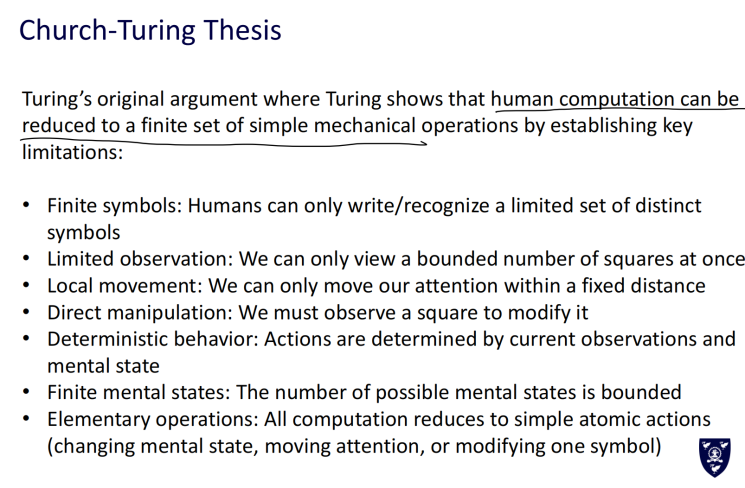 Church-Turing Thesis
Turing's original argument where Turing shows that human computation can be
reduced to a finite set of simple mechanical operations by establishing key
limitations:
• Finite symbols: Humans can only write/recognize a limited set of distinct
symbols
• Limited observation: We can only view a bounded number of squares at once
• Local movement: We can only move our attention within a fixed distance
• Direct manipulation: We must observe a square to modify it
• Deterministic behavior: Actions are determined by current observations and
mental state
• Finite mental states: The number of possible mental states is bounded
• Elementary operations: All computation reduces to simple atomic actions
(changing mental state, moving attention, or modifying one symbol)